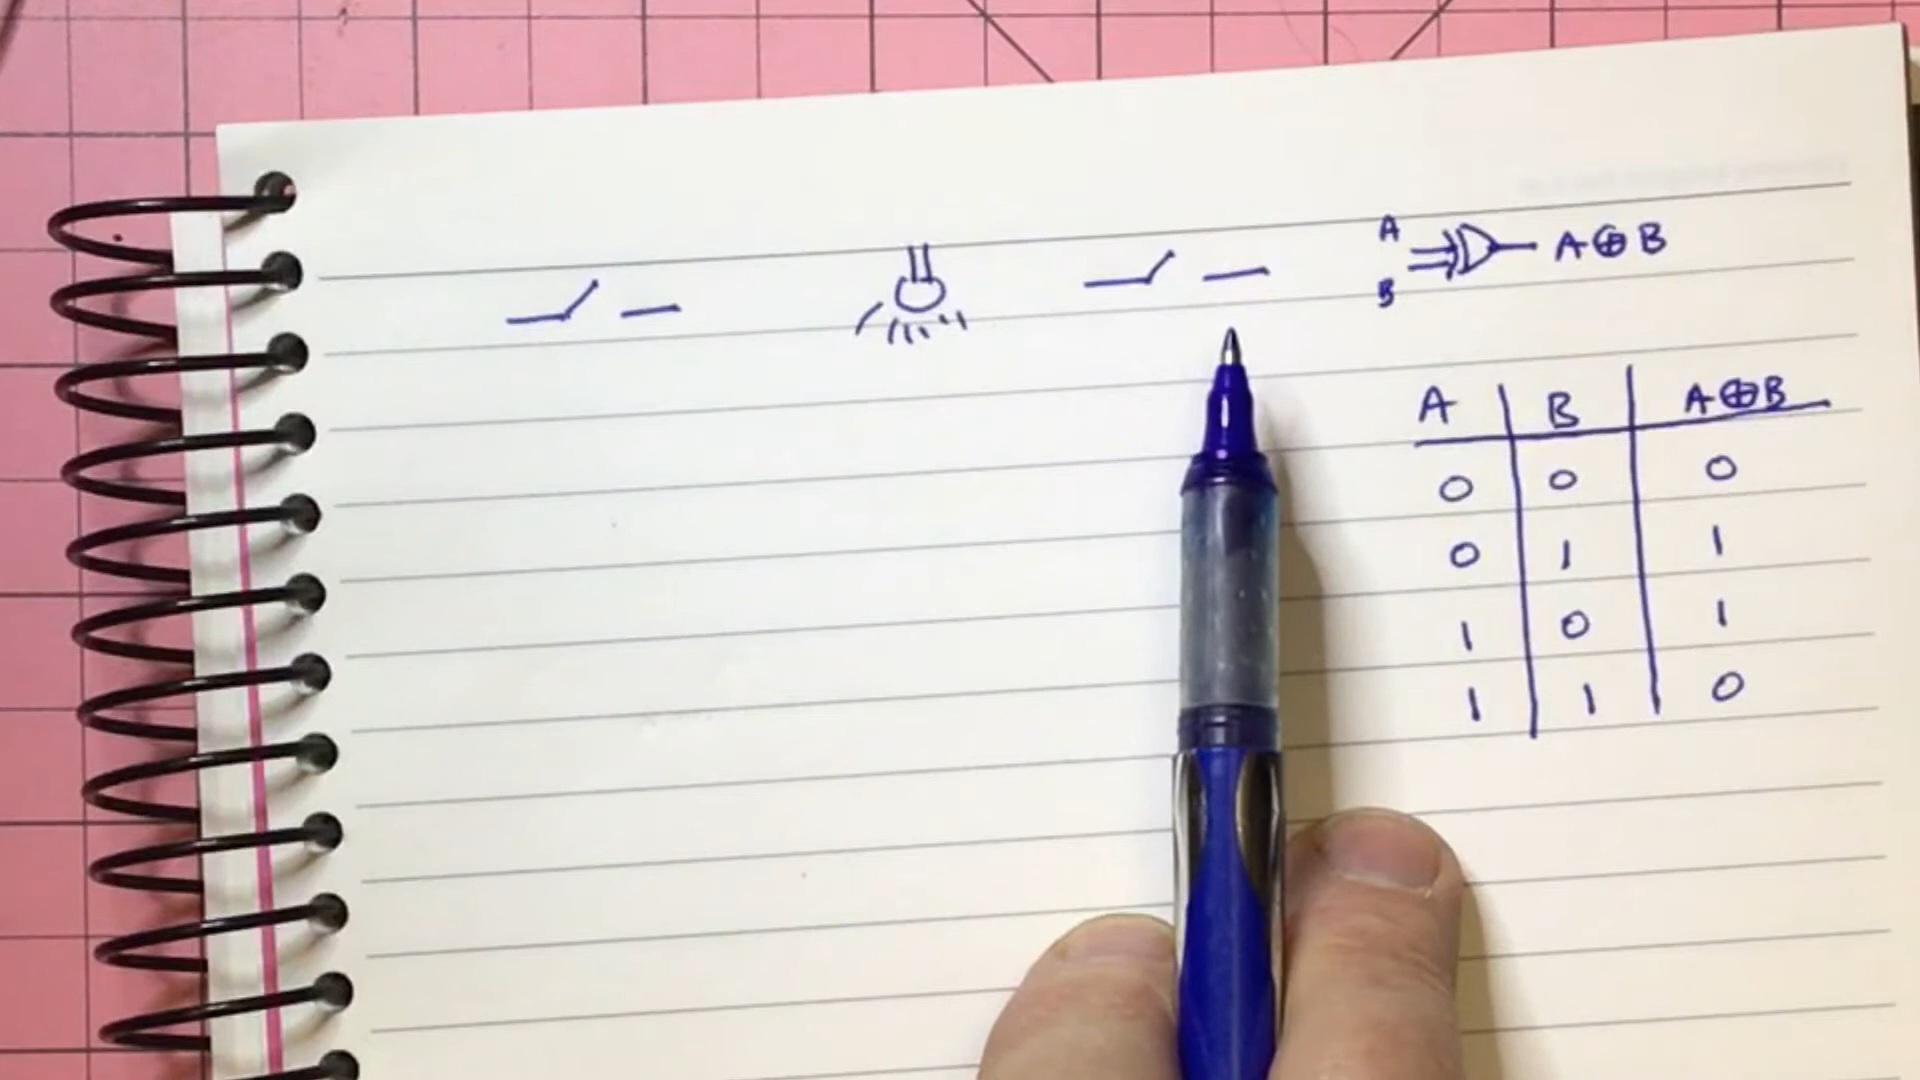 A
A ⊕ B
B
A B A⊕B
0 0 0
0 1 1
1 0 1
1 1 0